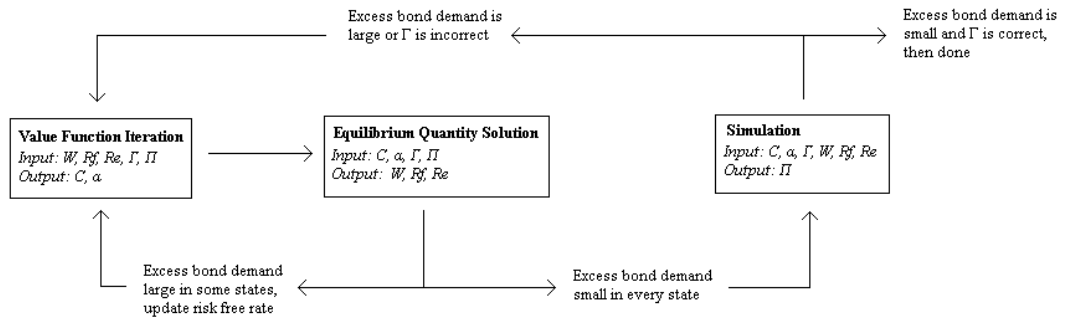 Excess bond demand is
large or Γ is incorrect
Excess bond demand is
small and Γ is correct,
then done
Value Function Iteration
Input: W, Rf, Re, Γ, Π
Output: C, α
Equilibrium Quantity Solution
Input: C, α, Γ, Π
Output: W, Rf, Re
Simulation
Input: C, α, Γ, W, Rf, Re
Output: Π
Excess bond demand
large in some states,
update risk free rate
Excess bond demand
small in every state